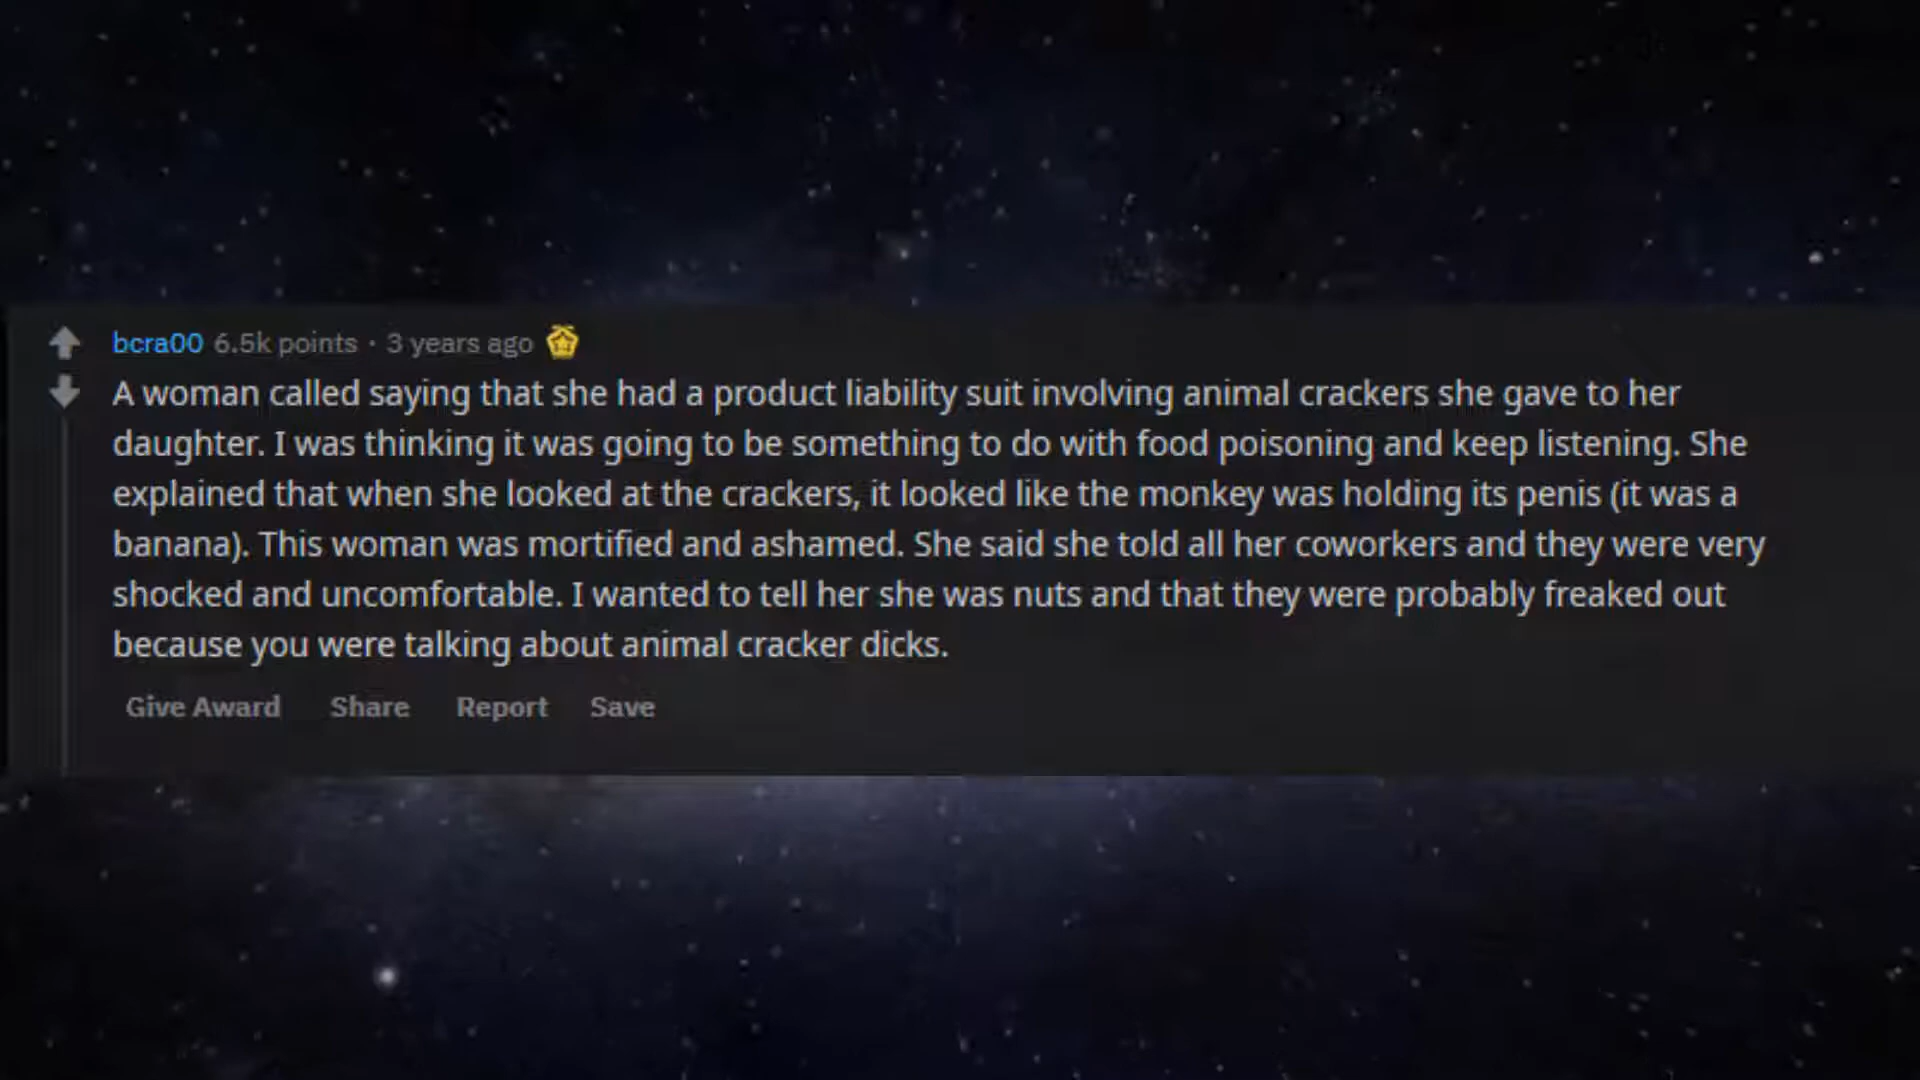 bcra00 6.5k points · 3 years ago
A woman called saying that she had a product liability suit involving animal crackers she gave to her
daughter. I was thinking it was going to be something to do with food poisoning and keep listening. She
explained that when she looked at the crackers, it looked like the monkey was holding its penis (it was a
banana). This woman was mortified and ashamed. She said she told all her coworkers and they were very
shocked and uncomfortable. I wanted to tell her she was nuts and that they were probably freaked out
because you were talking about animal cracker dicks.
Give Award Share Report Save